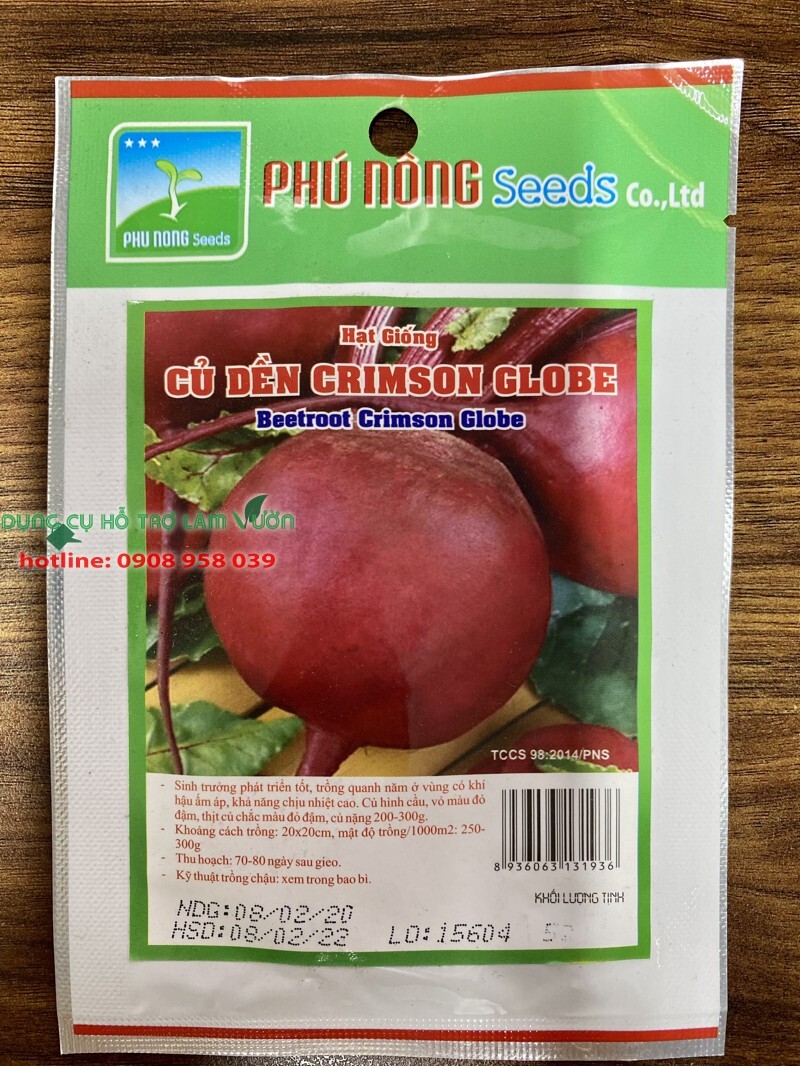 PHU NONG Seeds
PHÚ NÔNG Seeds Co.,Ltd
Hạt Giống
CỦ DỀN CRIMSON GLOBE
Beetroot Crimson Globe
DỤNG CỤ HỖ TRỢ LÀM VƯỜN
hotline: 0908 958 039
TCCS 98:2014/PNS
- Sinh trưởng phát triển tốt, trồng quanh năm ở vùng có khí
hậu ẩm áp, khả năng chịu nhiệt cao. Củ hình cầu, vỏ màu đỏ
đậm, thịt củ chắc màu đỏ đậm, củ nặng 200-300g.
- Khoảng cách trồng: 20x20cm, mật độ trồng/1000m2: 250-
300g
- Thu hoạch: 70-80 ngày sau gieo.
- Kỹ thuật trồng chậu: xem trong bao bì.
8 936063 131936
KHỐI LƯỢNG TỊNH
NDG:08/02/20
HSD:08/02/22 LO:15604